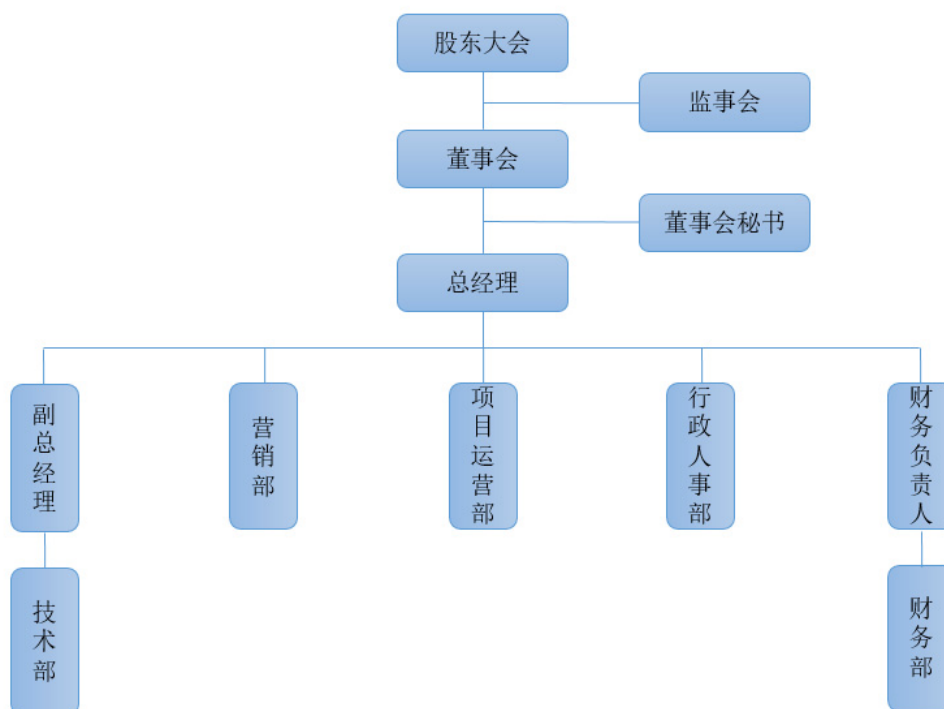 股东大会
监事会
董事会
董事会秘书
总经理
副总经理
营销部
项目运营部
行政人事部
财务负责人
技术部
财务部